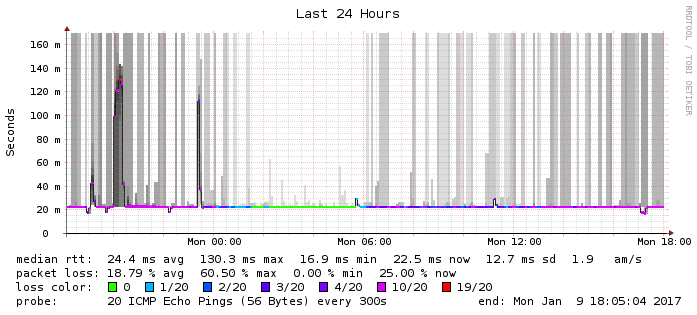 Last 24 Hours
RRDTOOL / TOBI OETIKER
Seconds
160 m
140 m
120 m
100 m
80 m
60 m
40 m
20 m
0
Mon 00:00 Mon 06:00 Mon 12:00 Mon 18:00
median rtt: 24.4 ms avg 130.3 ms max 16.9 ms min 22.5 ms now 12.7 ms sd 1.9 am/s
packet loss: 18.79 % avg 60.50 % max 0.00 % min 25.00 % now
loss color: 0 1/20 2/20 3/20 4/20 10/20 19/20
probe: 20 ICMP Echo Pings (56 Bytes) every 300s end: Mon Jan 9 18:05:04 2017